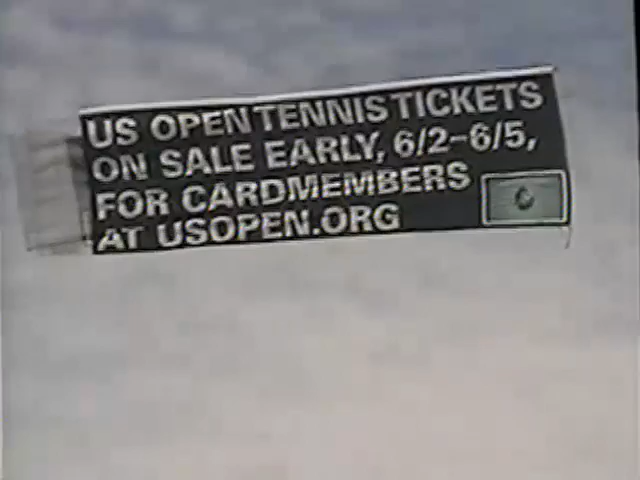 US OPEN TENNIS TICKETS
ON SALE EARLY, 6/2-6/5,
FOR CARDMEMBERS
AT USOPEN.ORG